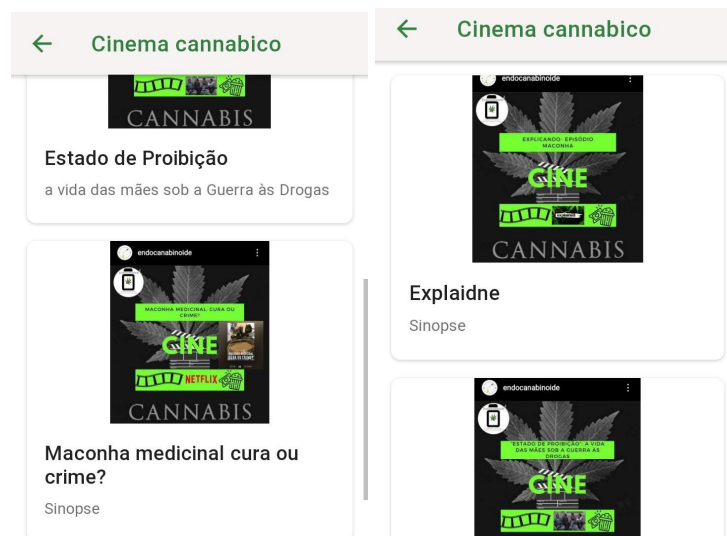 Cinema cannabico
CANNABIS
Estado de Proibição
a vida das mães sob a Guerra às Drogas
endocanabinoide
MACONHA MEDICINAL: CURA OU
CRIME?
CINE
NETFLIX
CANNABIS
Maconha medicinal cura ou
crime?
Sinopse
Cinema cannabico
endocanabinoide
EXPLICANDO- EPISÓDIO
MACONHA
CINE
CANNABIS
Explaidne
Sinopse
endocanabinoide
"ESTADO DE PROIBIÇÃO": A VIDA
DAS MÃES SOB A GUERRA ÀS
DROGAS
CINE